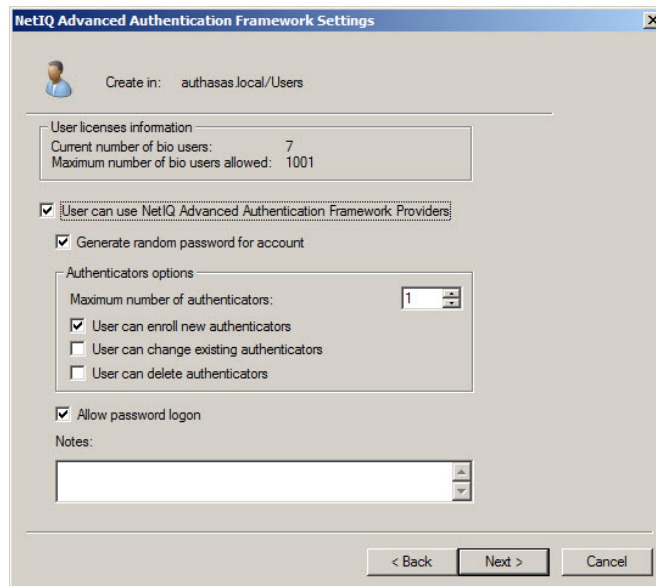 NetIQ Advanced Authentication Framework Settings
Create in: authasas.local/Users
User licenses information
Current number of bio users: 7
Maximum number of bio users allowed: 1001
User can use NetIQ Advanced Authentication Framework Providers
Generate random password for account
Authenticators options
Maximum number of authenticators: 1
User can enroll new authenticators
User can change existing authenticators
User can delete authenticators
Allow password logon
Notes:
< Back Next > Cancel